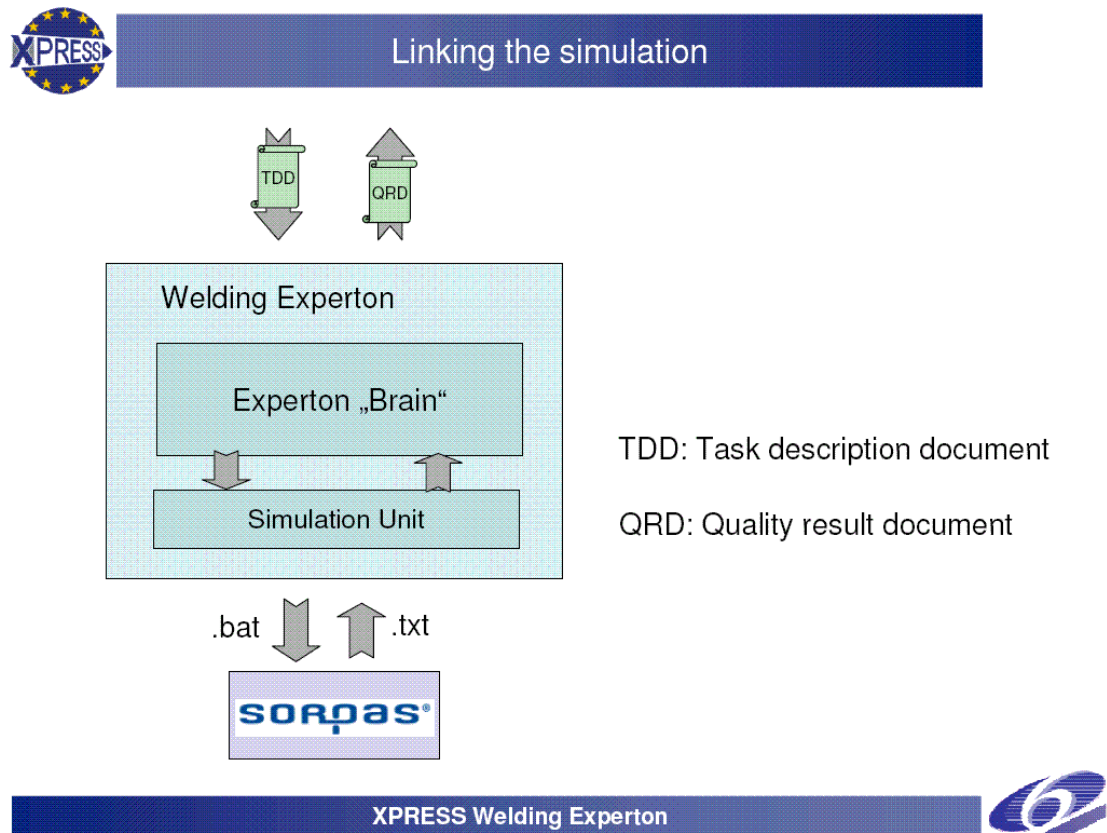 XPRESS
Linking the simulation
TDD
QRD
Welding Experton
Experton „Brain“
Simulation Unit
TDD: Task description document
QRD: Quality result document
.bat
.txt
SORPAS®
XPRESS Welding Experton
6